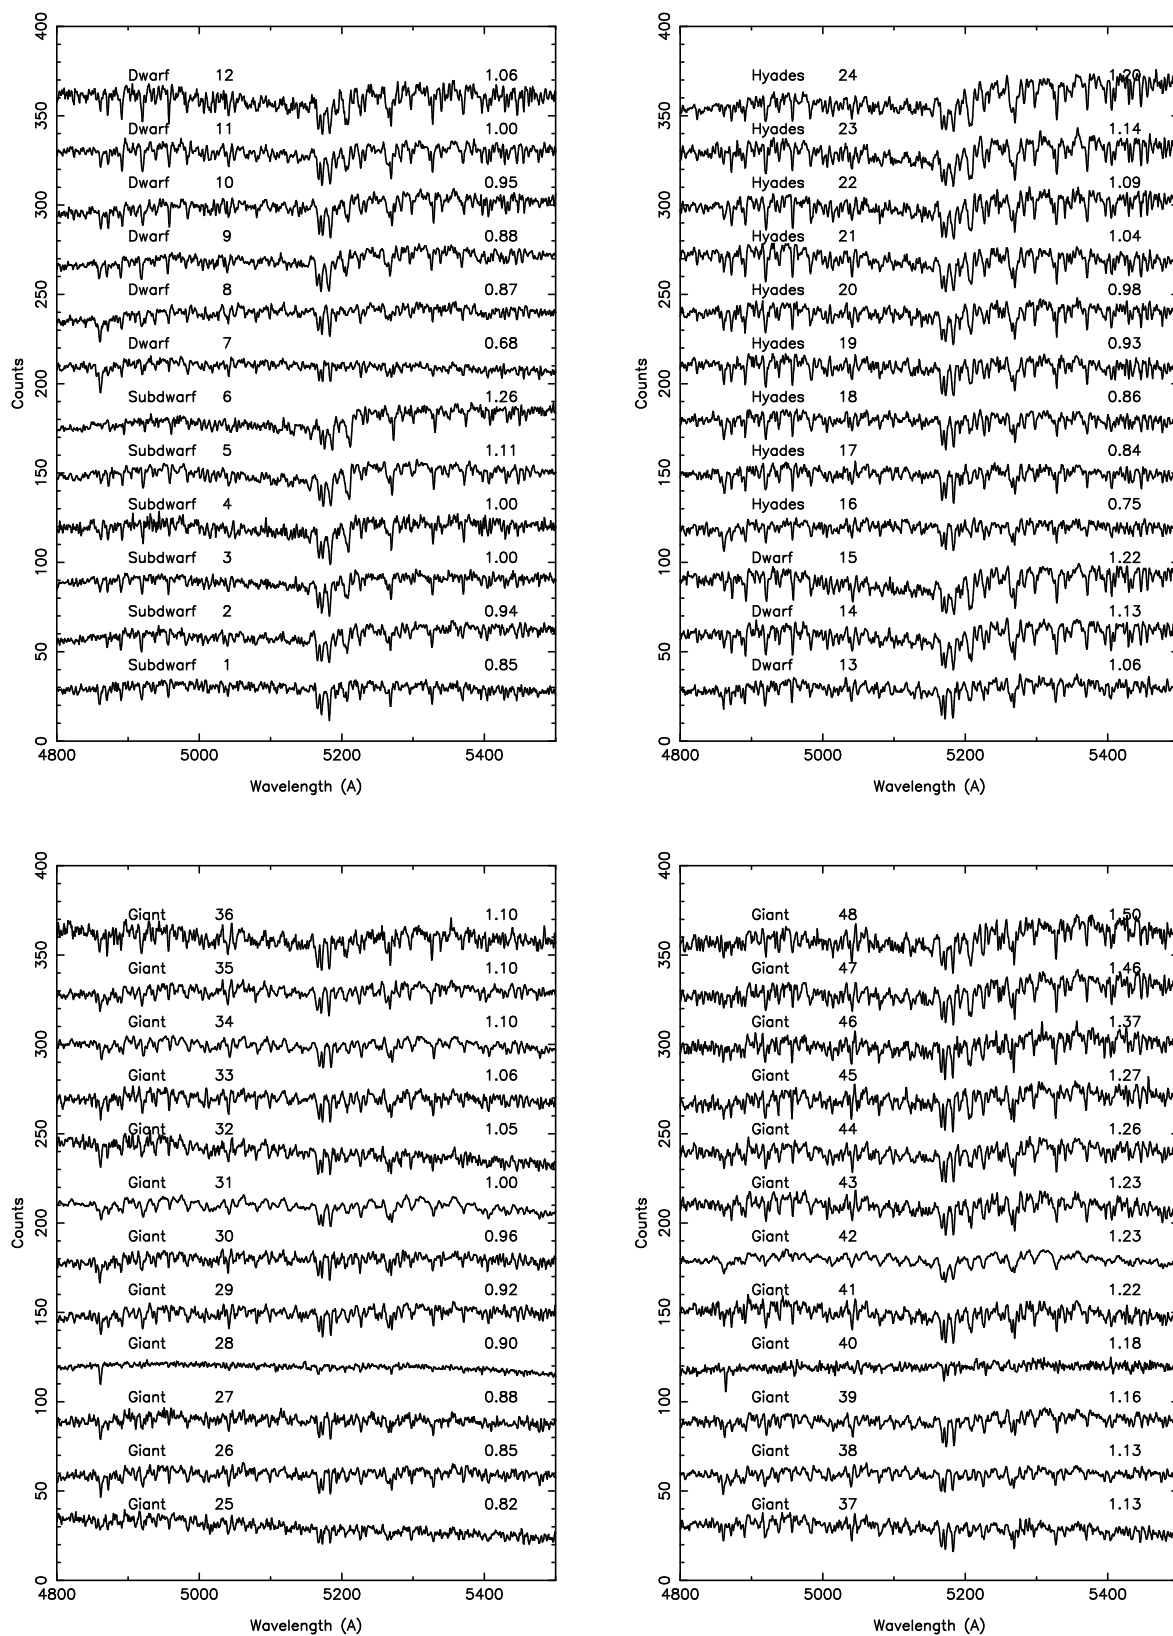 400
Dwarf 12 1.06
350
Dwarf 11 1.00
Dwarf 10 0.95
300
Dwarf 9 0.88
Dwarf 8 0.87
250
Dwarf 7 0.68
200
Subdwarf 6 1.26
Subdwarf 5 1.11
150
Subdwarf 4 1.00
Subdwarf 3 1.00
100
Subdwarf 2 0.94
50
Subdwarf 1 0.85
0
Counts
4800 5000 5200 5400
Wavelength (A)
400
Hyades 24 1.20
350
Hyades 23 1.14
Hyades 22 1.09
300
Hyades 21 1.04
Hyades 20 0.98
250
Hyades 19 0.93
200
Hyades 18 0.86
Hyades 17 0.84
150
Hyades 16 0.75
Dwarf 15 1.22
100
Dwarf 14 1.13
50
Dwarf 13 1.06
0
Counts
4800 5000 5200 5400
Wavelength (A)
400
Giant 36 1.10
350
Giant 35 1.10
Giant 34 1.10
300
Giant 33 1.06
Giant 32 1.05
250
Giant 31 1.00
200
Giant 30 0.96
Giant 29 0.92
150
Giant 28 0.90
Giant 27 0.88
100
Giant 26 0.85
50
Giant 25 0.82
0
Counts
4800 5000 5200 5400
Wavelength (A)
400
Giant 48 1.50
350
Giant 47 1.46
Giant 46 1.37
300
Giant 45 1.27
Giant 44 1.26
250
Giant 43 1.23
200
Giant 42 1.23
Giant 41 1.22
150
Giant 40 1.18
Giant 39 1.16
100
Giant 38 1.13
50
Giant 37 1.13
0
Counts
4800 5000 5200 5400
Wavelength (A)